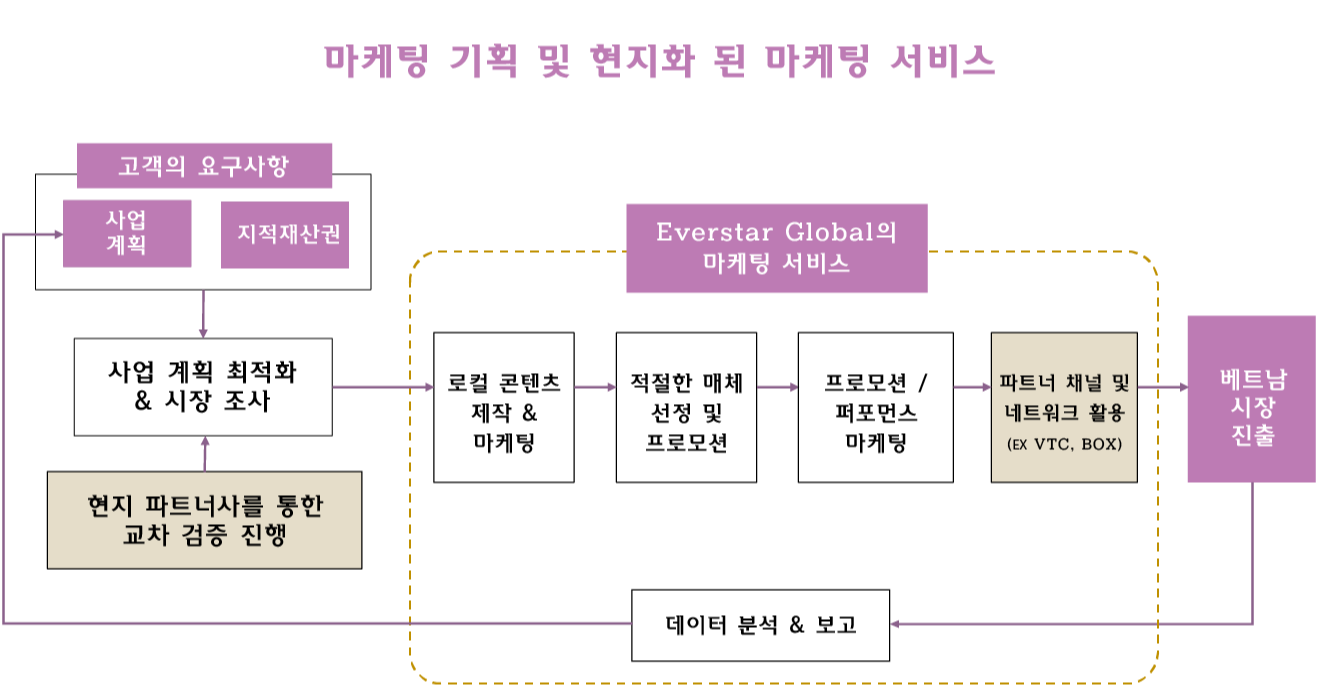 마케팅 기획 및 현지화 된 마케팅 서비스
고객의 요구사항
사업
계획
지적재산권
사업 계획 최적화
& 시장 조사
현지 파트너사를 통한
교차 검증 진행
Everstar Global의
마케팅 서비스
로컬 콘텐츠
제작 &
마케팅
적절한 매체
선정 및
프로모션
프로모션 /
퍼포먼스
마케팅
파트너 채널 및
네트워크 활용
(EX VTC, BOX)
베트남
시장
진출
데이터 분석 & 보고